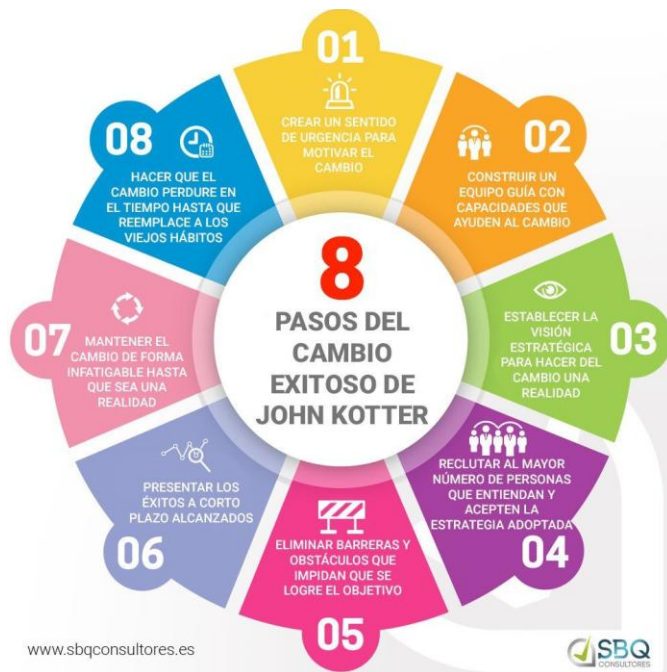 8
PASOS DEL
CAMBIO
EXITOSO DE
JOHN KOTTER
01
CREAR UN SENTIDO
DE URGENCIA PARA
MOTIVAR EL
CAMBIO
02
CONSTRUIR UN
EQUIPO GUÍA CON
CAPACIDADES QUE
AYUDEN AL CAMBIO
03
ESTABLECER LA
VISIÓN
ESTRATÉGICA
PARA HACER DEL
CAMBIO UNA
REALIDAD
04
RECLUTAR AL MAYOR
NÚMERO DE PERSONAS
QUE ENTIENDAN Y
ACEPTEN LA
ESTRATEGIA ADOPTADA
05
ELIMINAR BARRERAS Y
OBSTÁCULOS QUE
IMPIDAN QUE SE
LOGRE EL OBJETIVO
06
PRESENTAR LOS
ÉXITOS A CORTO
PLAZO ALCANZADOS
07
MANTENER EL
CAMBIO DE FORMA
INFATIGABLE HASTA
QUE SEA UNA
REALIDAD
08
HACER QUE EL
CAMBIO PERDURE EN
EL TIEMPO HASTA QUE
REEMPLACE A LOS
VIEJOS HÁBITOS
www.sbqconsultores.es
SBQ
CONSULTORES